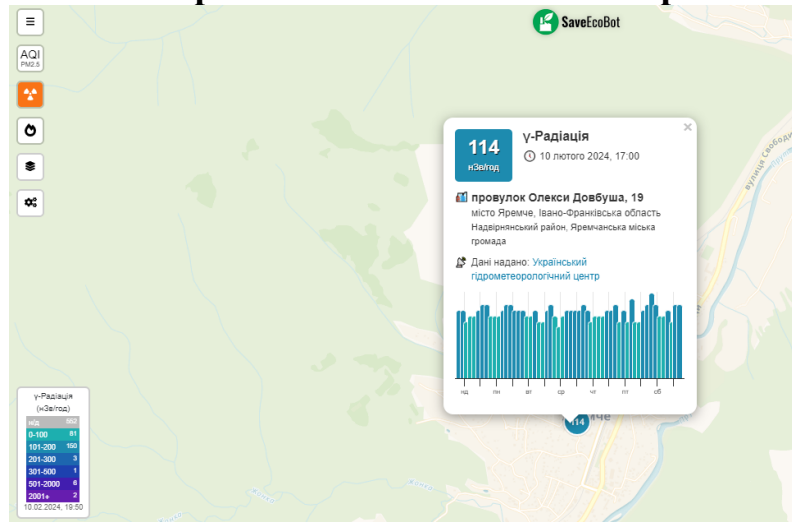 SaveEcoBot
AQI
PM2.5
114
нЗв/год
γ-Радіація
10 лютого 2024, 17:00
×
провулок Олекси Довбуша, 19
місто Яремче, Івано-Франківська область
Надвірнянський район, Яремчанська міська
громада
Дані надано: Український
гідрометеорологічний центр
нд пн вт ср чт пт сб
114
вулиця Свободи
γ-Радіація
(нЗв/год)
н/д 562
0-100 81
101-200 150
201-300 3
301-500 1
501-2000 6
2001+ 2
10.02.2024, 19:50